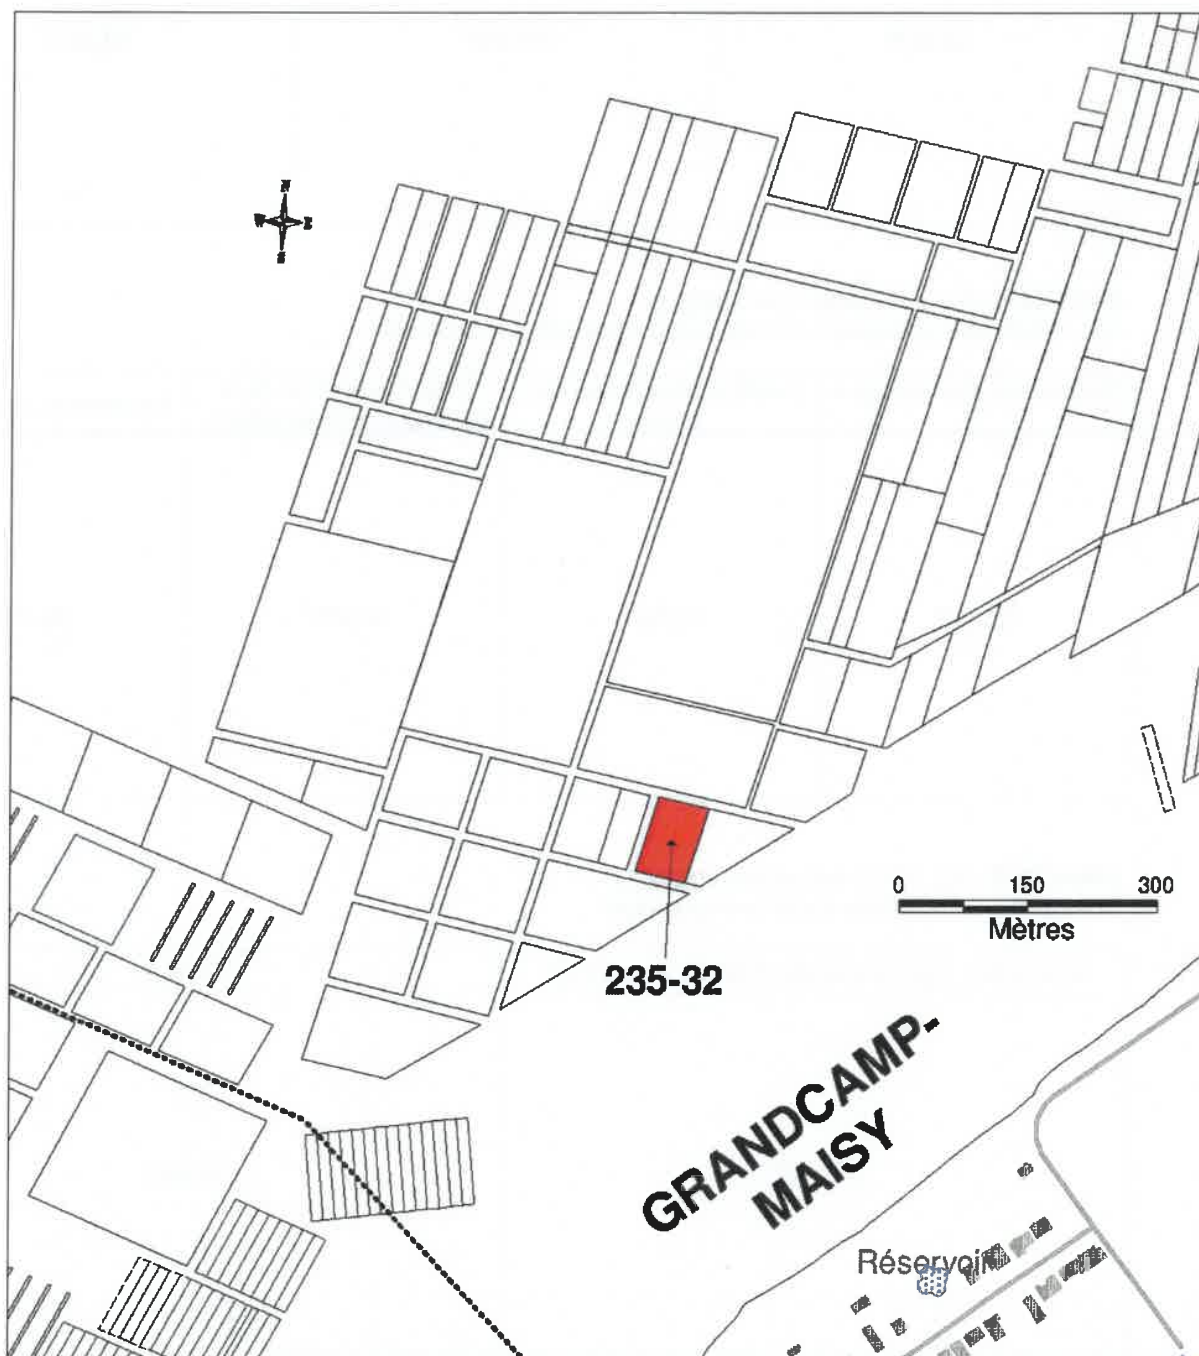 N
W E
S
0 150 300
Mètres
235-32
GRANDCAMP-
MAISY
Réservoir